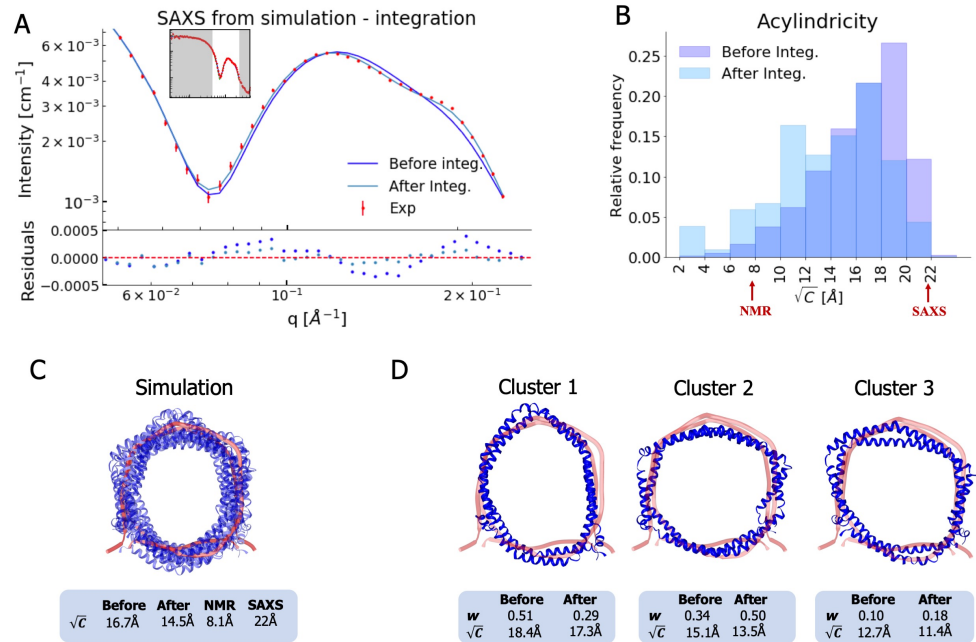 A
SAXS from simulation - integration
Intensity [cm⁻¹]
6 × 10⁻³
4 × 10⁻³
3 × 10⁻³
2 × 10⁻³
10⁻³
Before integ.
After Integ.
Exp
Residuals
0.0005
0.0000
−0.0005
6 × 10⁻²
10⁻¹
2 × 10⁻¹
q [Å⁻¹]
B
Acylindricity
Before Integ.
After Integ.
Relative frequency
0.25
0.20
0.15
0.10
0.05
0.00
2 4 6 8 10 12 14 16 18 20 22
√C [Å]
NMR
SAXS
C
Simulation
Before After NMR SAXS
√C 16.7Å 14.5Å 8.1Å 22Å
D
Cluster 1
Before After
w 0.51 0.29
√C 18.4Å 17.3Å
Cluster 2
Before After
w 0.34 0.50
√C 15.1Å 13.5Å
Cluster 3
Before After
w 0.10 0.18
√C 12.7Å 11.4Å